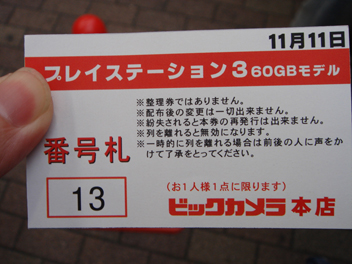 11月11日
プレイステーション3 60GBモデル
※整理券ではありません。
※配布後の変更は一切出来ません。
※紛失されると本券の再発行は出来ません。
※列を離れると無効になります。
※一時的に列を離れる場合は前後の人に声をか
けて了承をとってください。
番号札
13
(お1人様1点に限ります)
ビックカメラ 本店